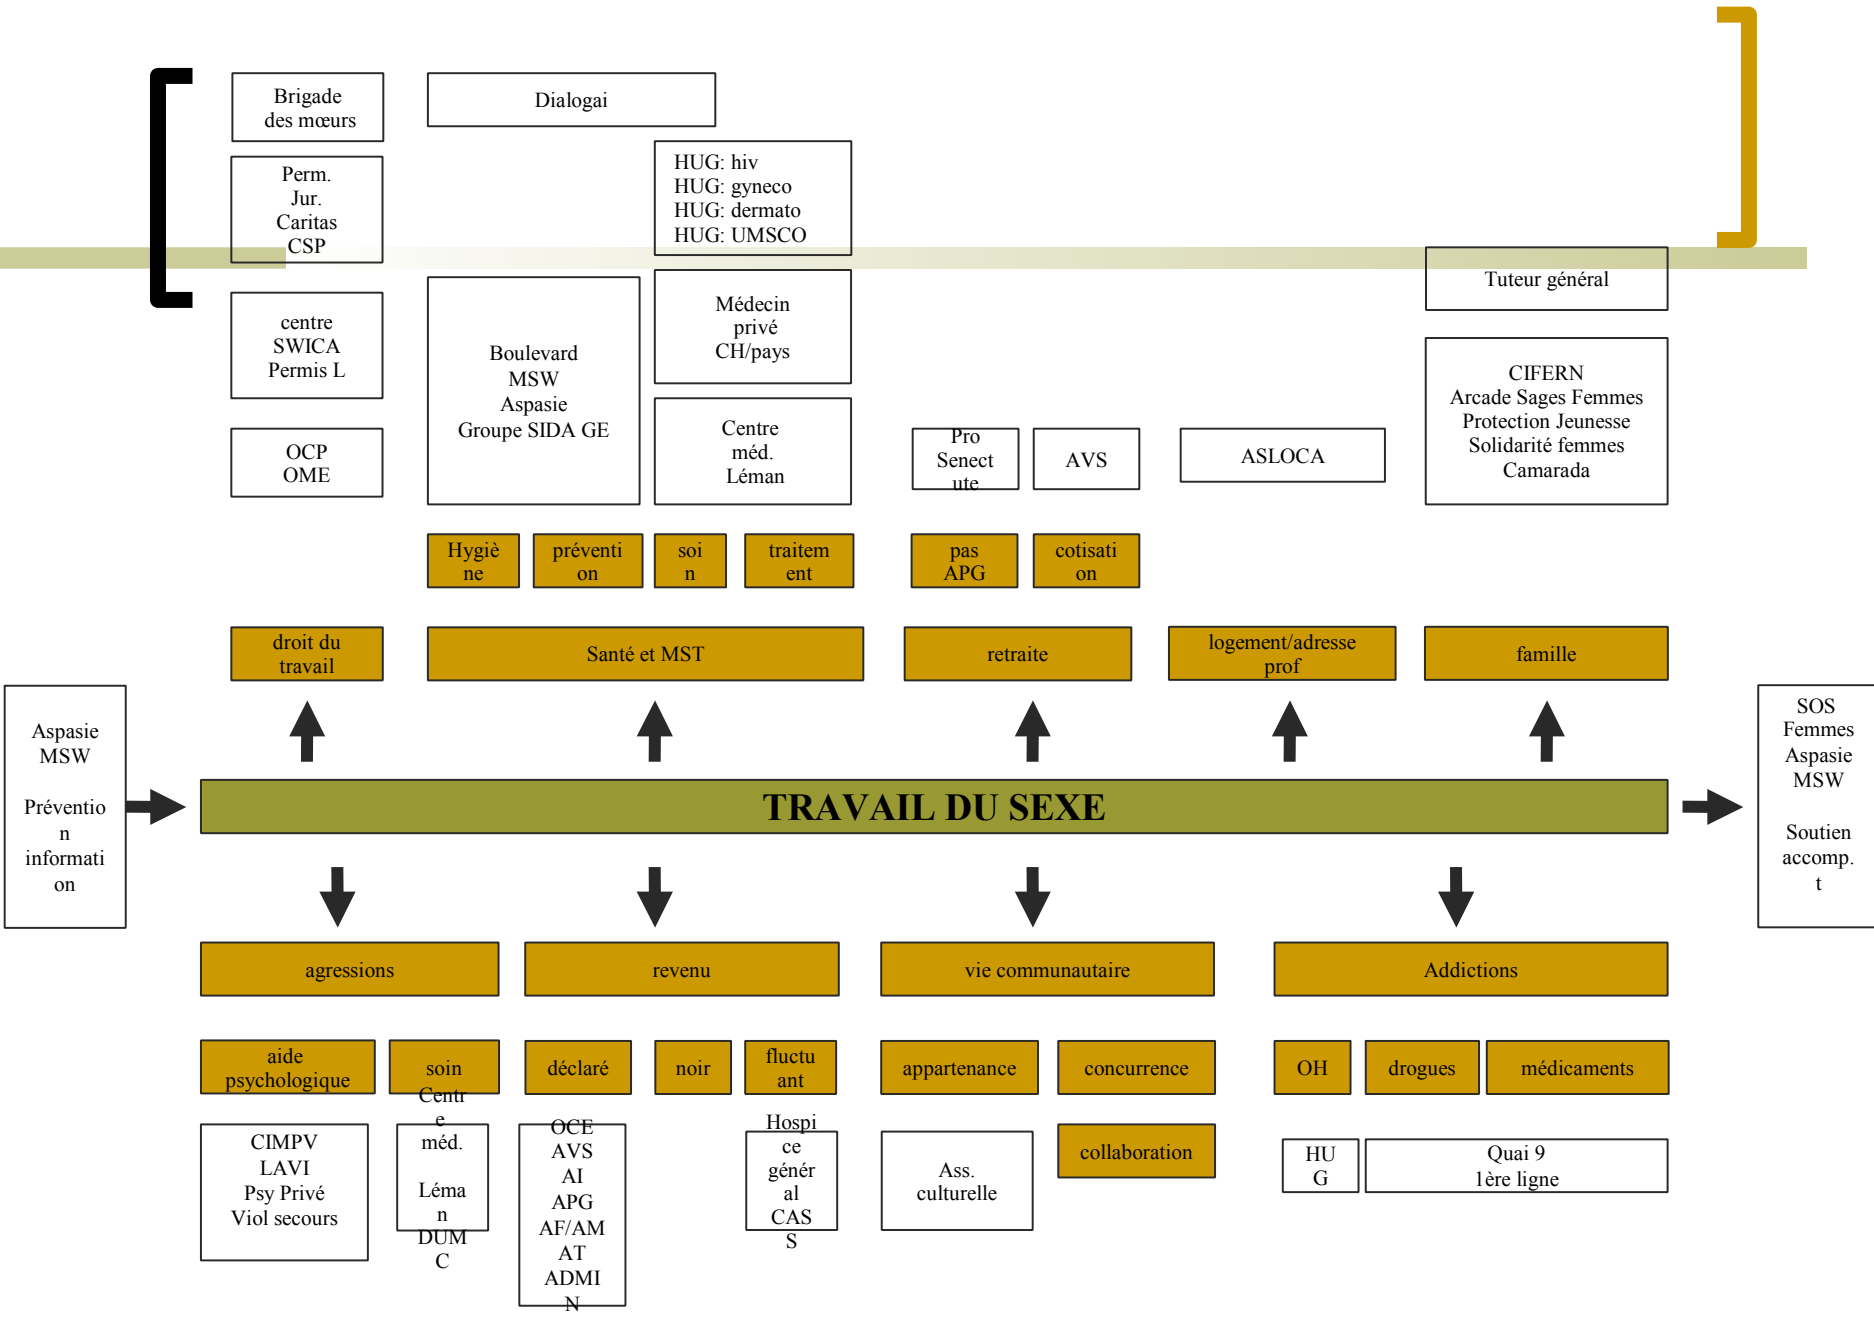 Brigade
des mœurs
Dialogai
Perm.
Jur.
Caritas
CSP
HUG: hiv
HUG: gyneco
HUG: dermato
HUG: UMSCO
centre
SWICA
Permis L
Boulevard
MSW
Aspasie
Groupe SIDA GE
Médecin
privé
CH/pays
Tuteur général
CIFERN
Arcade Sages Femmes
Protection Jeunesse
Solidarité femmes
Camarada
OCP
OME
Centre
méd.
Léman
Pro
Senect
ute
AVS
ASLOCA
Hygiè
ne
préventi
on
soi
n
traitem
ent
pas
APG
cotisati
on
droit du
travail
Santé et MST
retraite
logement/adresse
prof
famille
Aspasie
MSW
Préventio
n
informati
on
TRAVAIL DU SEXE
SOS
Femmes
Aspasie
MSW
Soutien
accomp.
t
agressions
revenu
vie communautaire
Addictions
aide
psychologique
soin
déclaré
noir
fluctu
ant
appartenance
concurrence
OH
drogues
médicaments
CIMPV
LAVI
Psy Privé
Viol secours
Centr
e
méd.
Léma
n
DUM
C
OCE
AVS
AI
APG
AF/AM
AT
ADMI
N
Hospi
ce
génér
al
CAS
S
Ass.
culturelle
collaboration
HU
G
Quai 9
1ère ligne